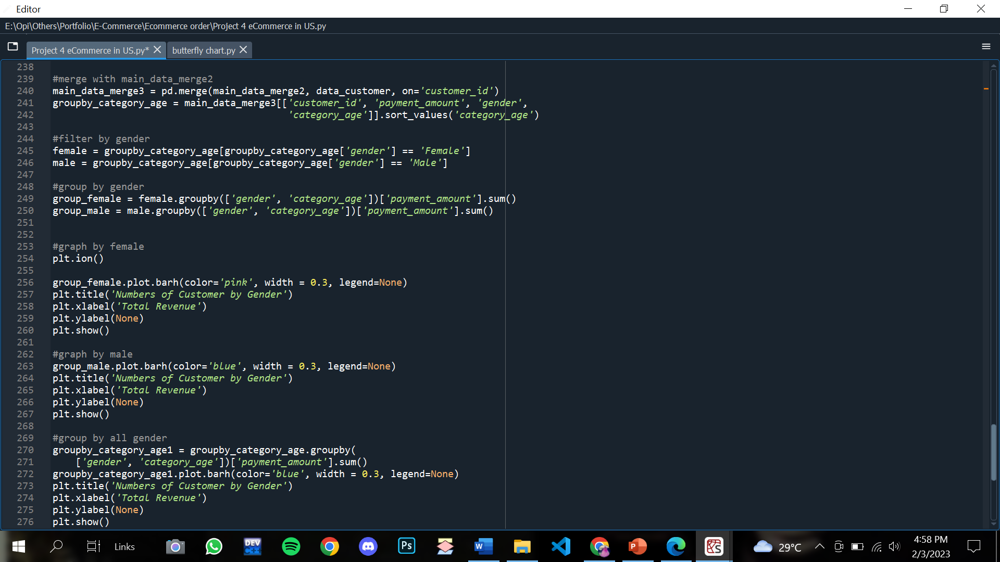 Editor
E:\Opi\Others\Portfolio\E-Commerce\Ecommerce order\Project 4 eCommerce in US.py
Project 4 eCommerce in US.py*
butterfly chart.py
238
239 #merge with main_data_merge2
240 main_data_merge3 = pd.merge(main_data_merge2, data_customer, on='customer_id')
241 groupby_category_age = main_data_merge3[['customer_id', 'payment_amount', 'gender',
242 'category_age']].sort_values('category_age')
243
244 #filter by gender
245 female = groupby_category_age[groupby_category_age['gender'] == 'Female']
246 male = groupby_category_age[groupby_category_age['gender'] == 'Male']
247
248 #group by gender
249 group_female = female.groupby(['gender', 'category_age'])['payment_amount'].sum()
250 group_male = male.groupby(['gender', 'category_age'])['payment_amount'].sum()
251
252
253 #graph by female
254 plt.ion()
255
256 group_female.plot.barh(color='pink', width = 0.3, legend=None)
257 plt.title('Numbers of Customer by Gender')
258 plt.xlabel('Total Revenue')
259 plt.ylabel(None)
260 plt.show()
261
262 #graph by male
263 group_male.plot.barh(color='blue', width = 0.3, legend=None)
264 plt.title('Numbers of Customer by Gender')
265 plt.xlabel('Total Revenue')
266 plt.ylabel(None)
267 plt.show()
268
269 #group by all gender
270 groupby_category_age1 = groupby_category_age.groupby(
271 ['gender', 'category_age'])['payment_amount'].sum()
272 groupby_category_age1.plot.barh(color='blue', width = 0.3, legend=None)
273 plt.title('Numbers of Customer by Gender')
274 plt.xlabel('Total Revenue')
275 plt.ylabel(None)
276 plt.show()
Links
DEV C++
Ps
W
P
29°C
4:58 PM
2/3/2023